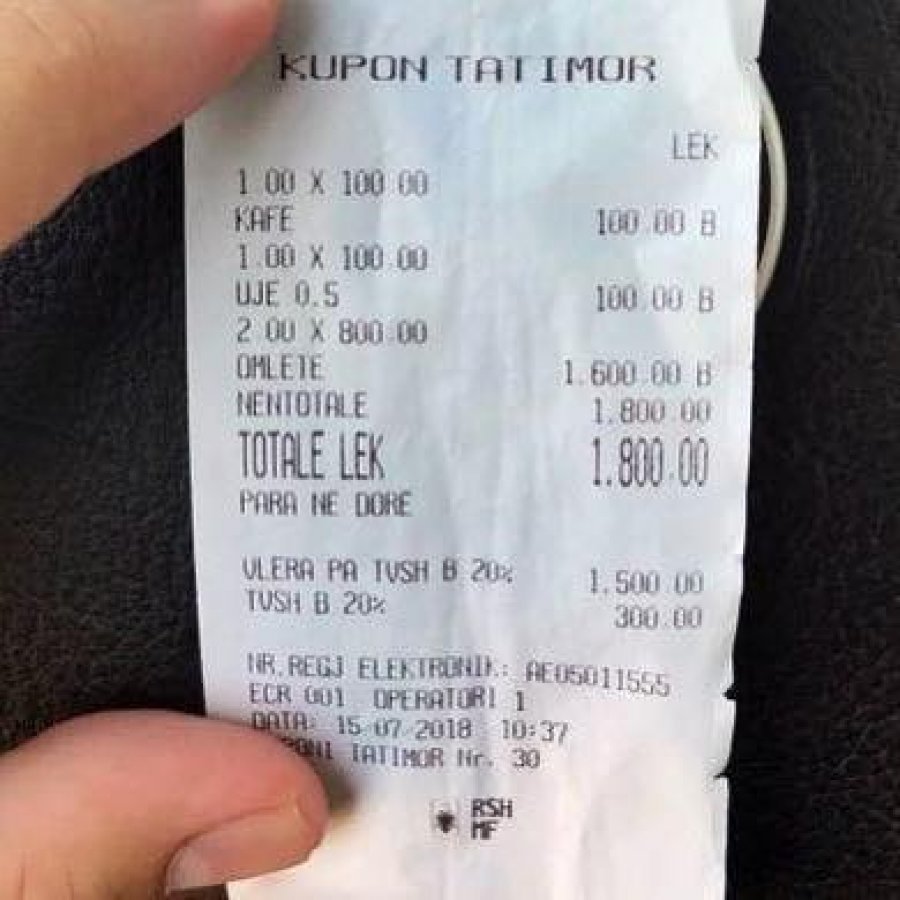 KUPON TATIMOR
LEK
1 00 X 100 00
KAFE 100 00 B
1.00 X 100 00
UJE 0.5 100 00 B
2 00 X 800.00
OMLETE 1.600 00 B
NENTOTALE 1.800 00
TOTALE LEK 1.800.00
PARA NE DORE
VLERA PA TVSH B 20% 1.500 00
TVSH B 20% 300.00
NR.REGJ ELEKTRONIK: AE05011555
ECR 001 OPERATORI 1
DATA: 15 07-2018 10:37
TATIMOR Nr. 30
RSH
MF